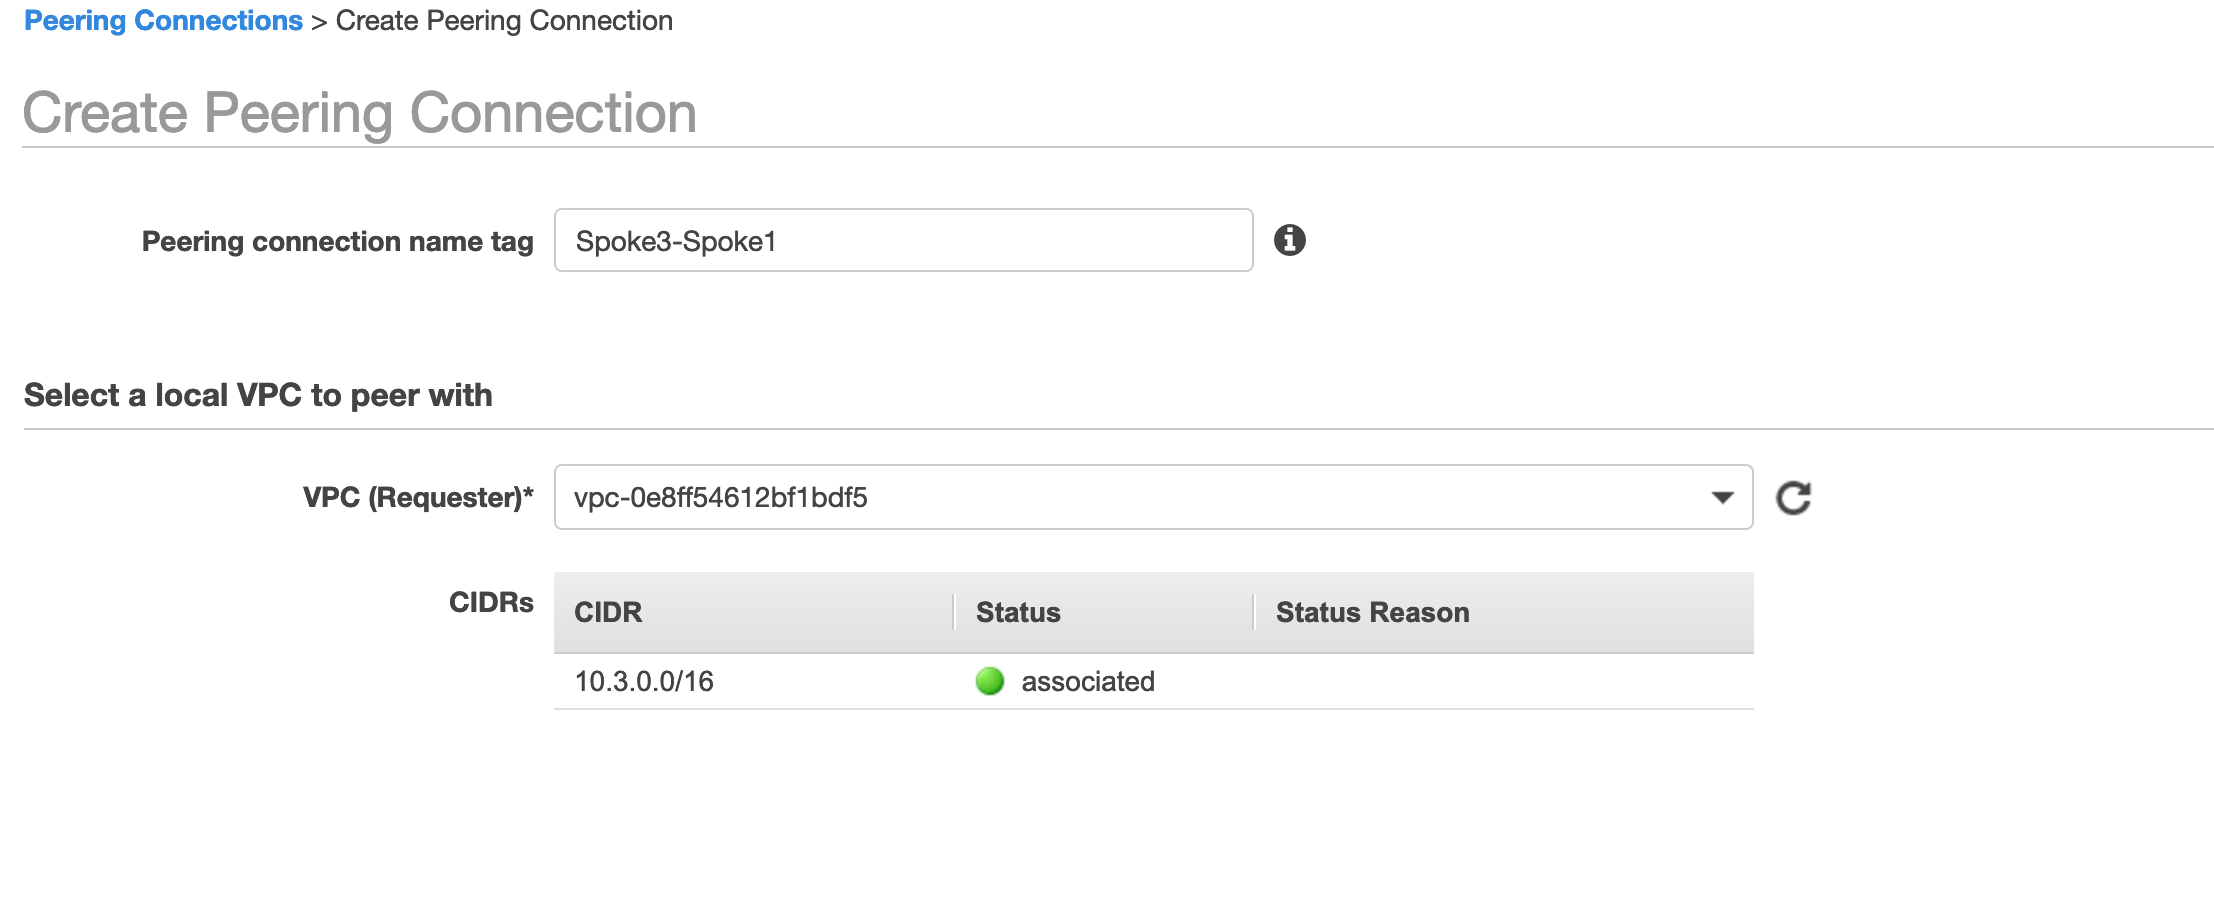 Peering Connections > Create Peering Connection
Create Peering Connection
Peering connection name tag Spoke3-Spoke1
Select a local VPC to peer with
VPC (Requester)* vpc-0e8ff54612bf1bdf5
CIDRs CIDR Status Status Reason
10.3.0.0/16 associated